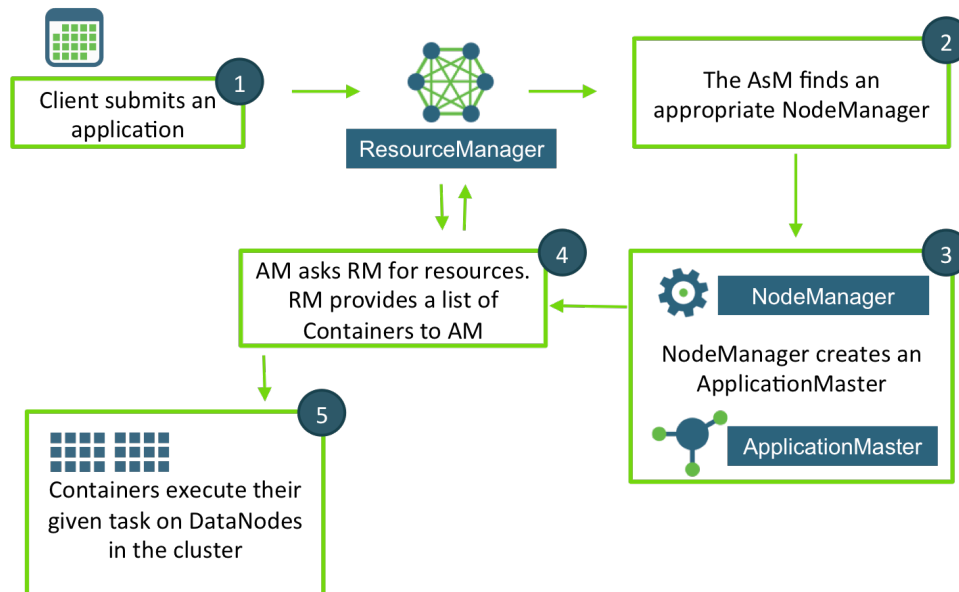 1
Client submits an
application
ResourceManager
2
The AsM finds an
appropriate NodeManager
3
NodeManager
NodeManager creates an
ApplicationMaster
ApplicationMaster
4
AM asks RM for resources.
RM provides a list of
Containers to AM
5
Containers execute their
given task on DataNodes
in the cluster